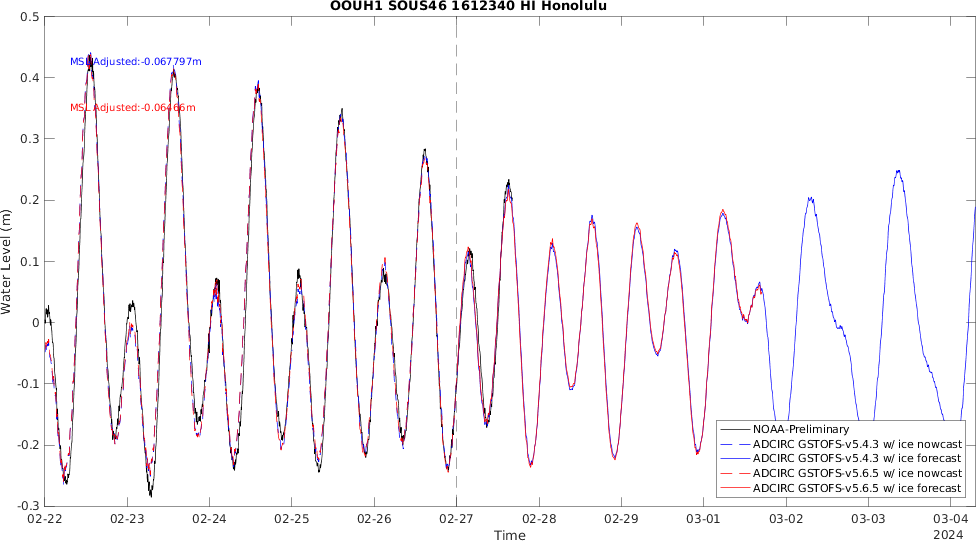 OOUH1 SOUS46 1612340 HI Honolulu
0.5
0.4
0.3
0.2
0.1
0
-0.1
-0.2
-0.3
Water Level (m)
MSL Adjusted:-0.067797m
MSL Adjusted:-0.06466m
NOAA-Preliminary
ADCIRC GSTOFS-v5.4.3 w/ ice nowcast
ADCIRC GSTOFS-v5.4.3 w/ ice forecast
ADCIRC GSTOFS-v5.6.5 w/ ice nowcast
ADCIRC GSTOFS-v5.6.5 w/ ice forecast
02-22 02-23 02-24 02-25 02-26 02-27 02-28 02-29 03-01 03-02 03-03 03-04
Time
2024